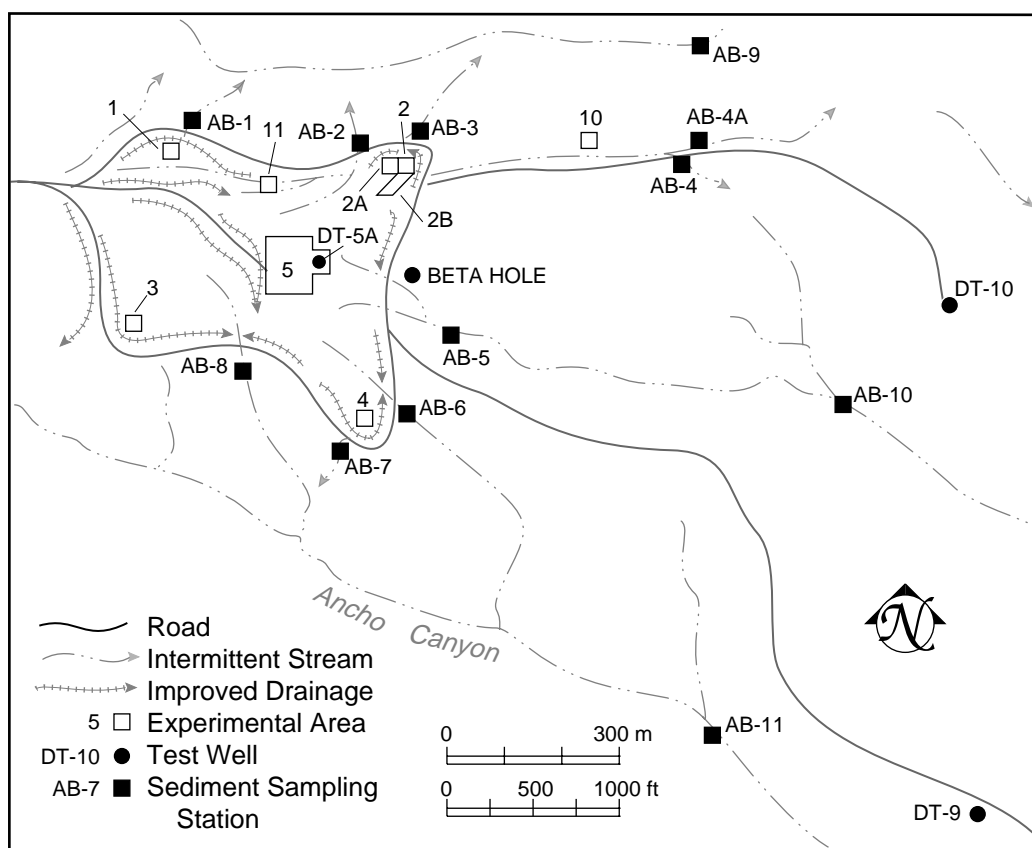 AB-9
1
AB-1
11
AB-2
2
AB-3
10
AB-4A
AB-4
2A
2B
DT-5A
5
BETA HOLE
3
DT-10
AB-5
AB-8
4
AB-6
AB-10
AB-7
Ancho Canyon
N
Road
Intermittent Stream
Improved Drainage
5 Experimental Area
DT-10 Test Well
AB-7 Sediment Sampling
Station
0 300 m
0 500 1000 ft
AB-11
DT-9